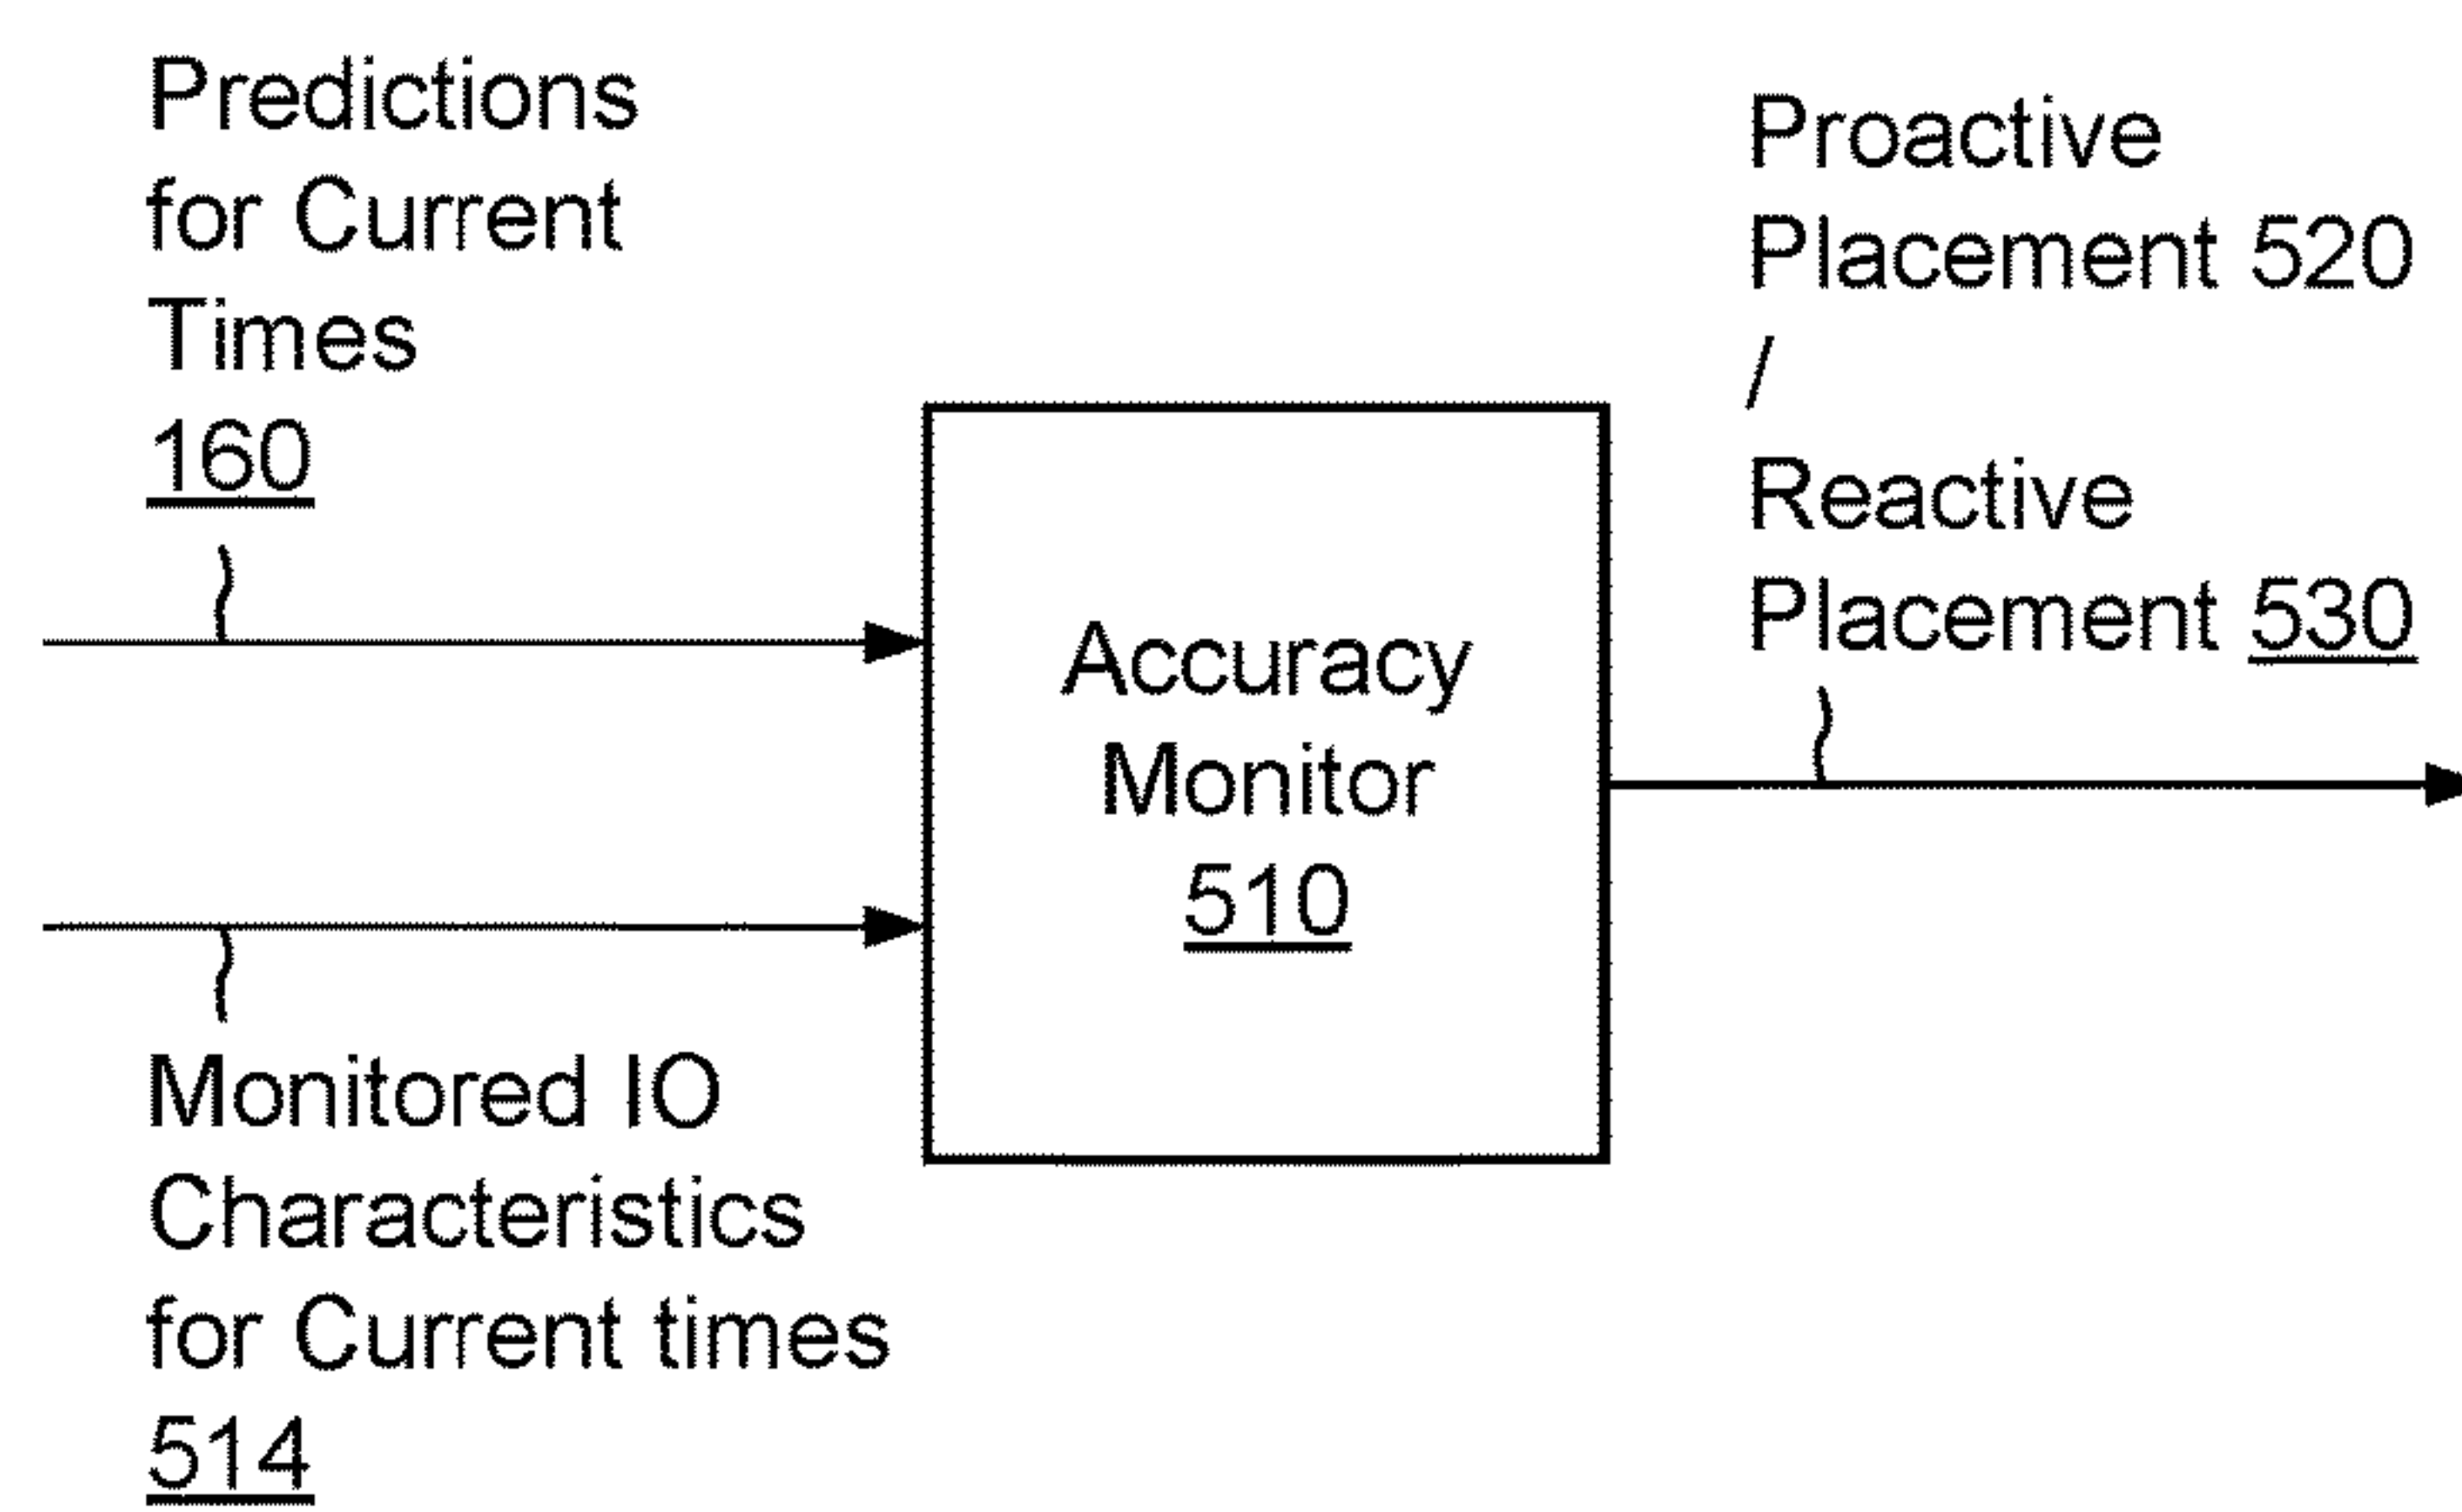 Predictions
for Current
Times
160
Proactive
Placement 520
/
Reactive
Placement 530
Accuracy
Monitor
510
Monitored IO
Characteristics
for Current times
514